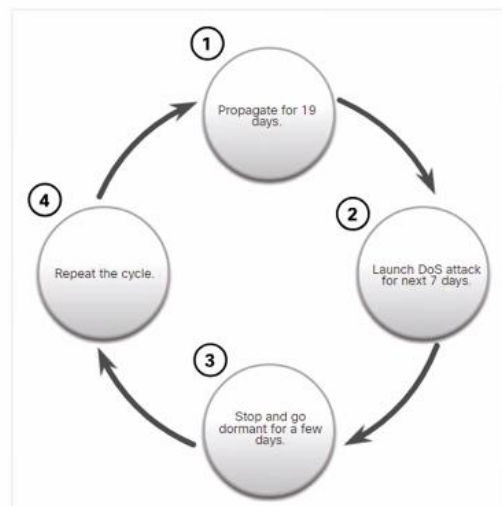 1
Propagate for 19
days.
2
Launch DoS attack
for next 7 days.
3
Stop and go
dormant for a few
days.
4
Repeat the cycle.